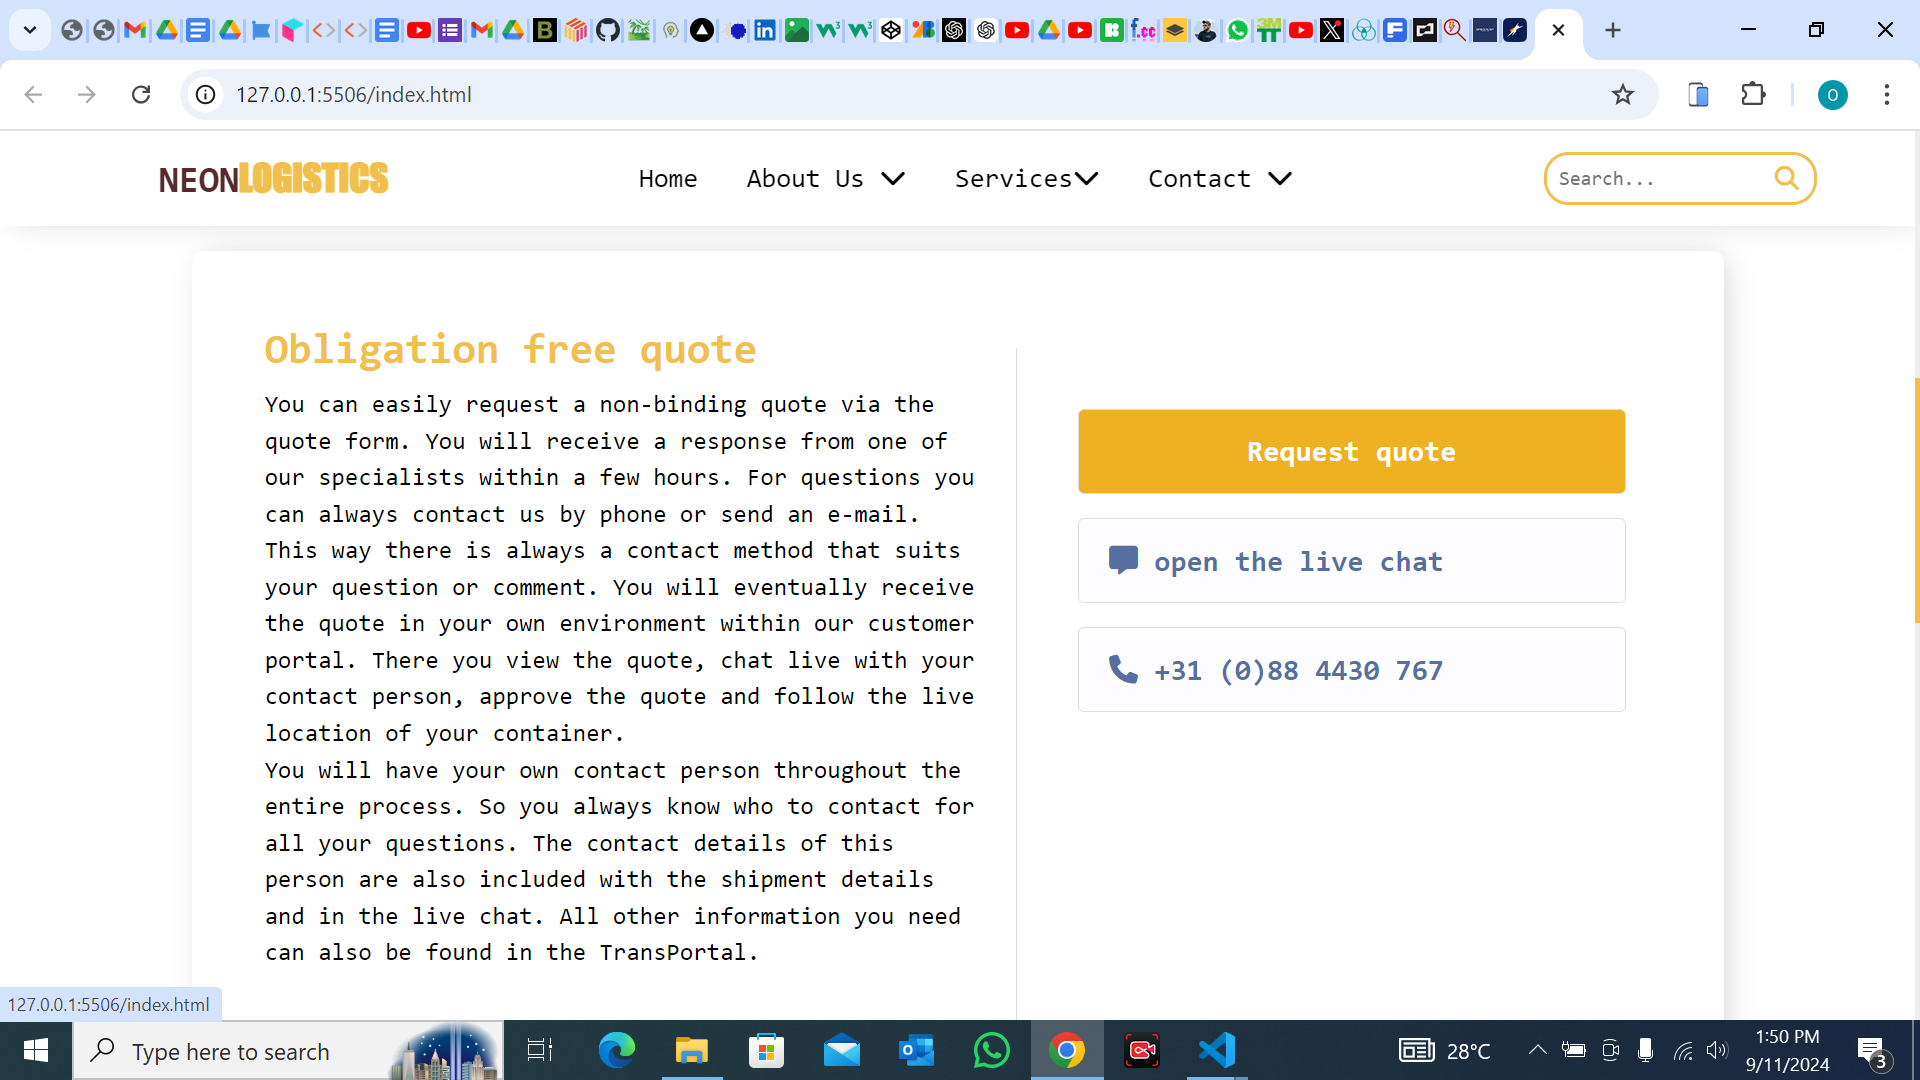 127.0.0.1:5506/index.html
O
NEONLOGISTICS
Home
About Us
Services
Contact
Search...
Obligation free quote
You can easily request a non-binding quote via the
quote form. You will receive a response from one of
our specialists within a few hours. For questions you
can always contact us by phone or send an e-mail.
This way there is always a contact method that suits
your question or comment. You will eventually receive
the quote in your own environment within our customer
portal. There you view the quote, chat live with your
contact person, approve the quote and follow the live
location of your container.
You will have your own contact person throughout the
entire process. So you always know who to contact for
all your questions. The contact details of this
person are also included with the shipment details
and in the live chat. All other information you need
can also be found in the TransPortal.
Request quote
open the live chat
+31 (0)88 4430 767
127.0.0.1:5506/index.html
Type here to search
28°C
1:50 PM
9/11/2024
3